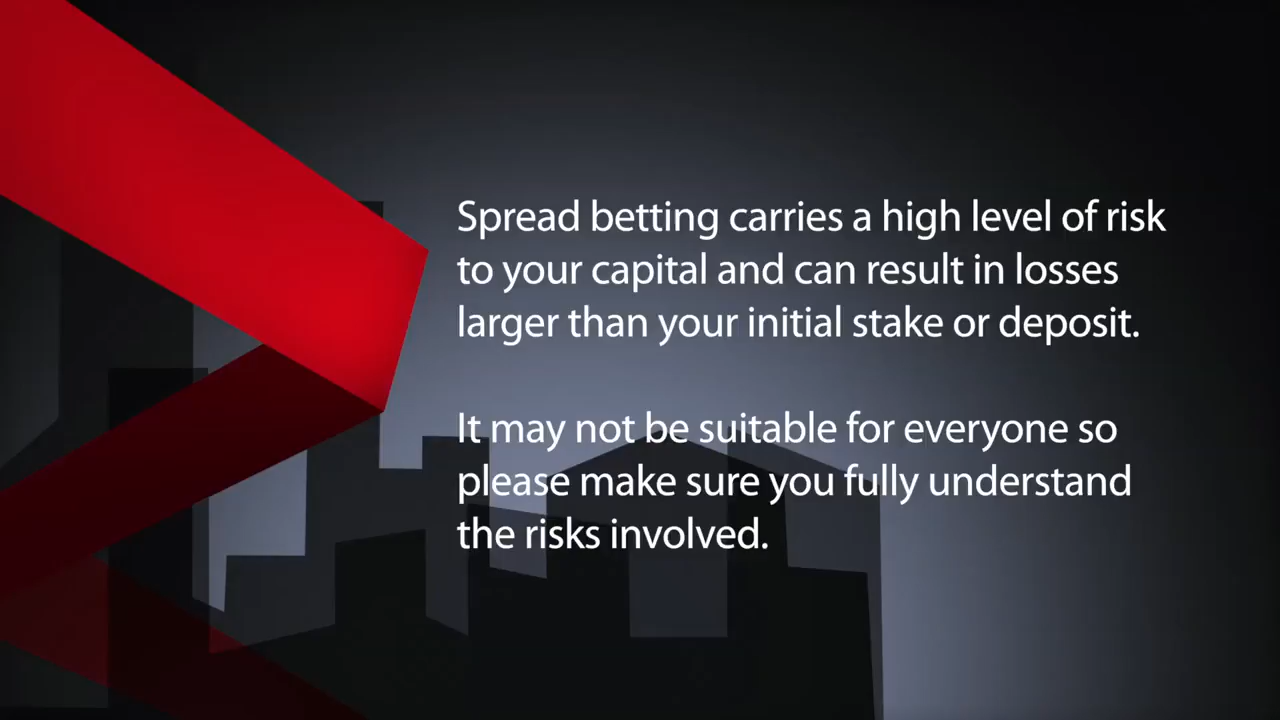 Spread betting carries a high level of risk
to your capital and can result in losses
larger than your initial stake or deposit.
It may not be suitable for everyone so
please make sure you fully understand
the risks involved.